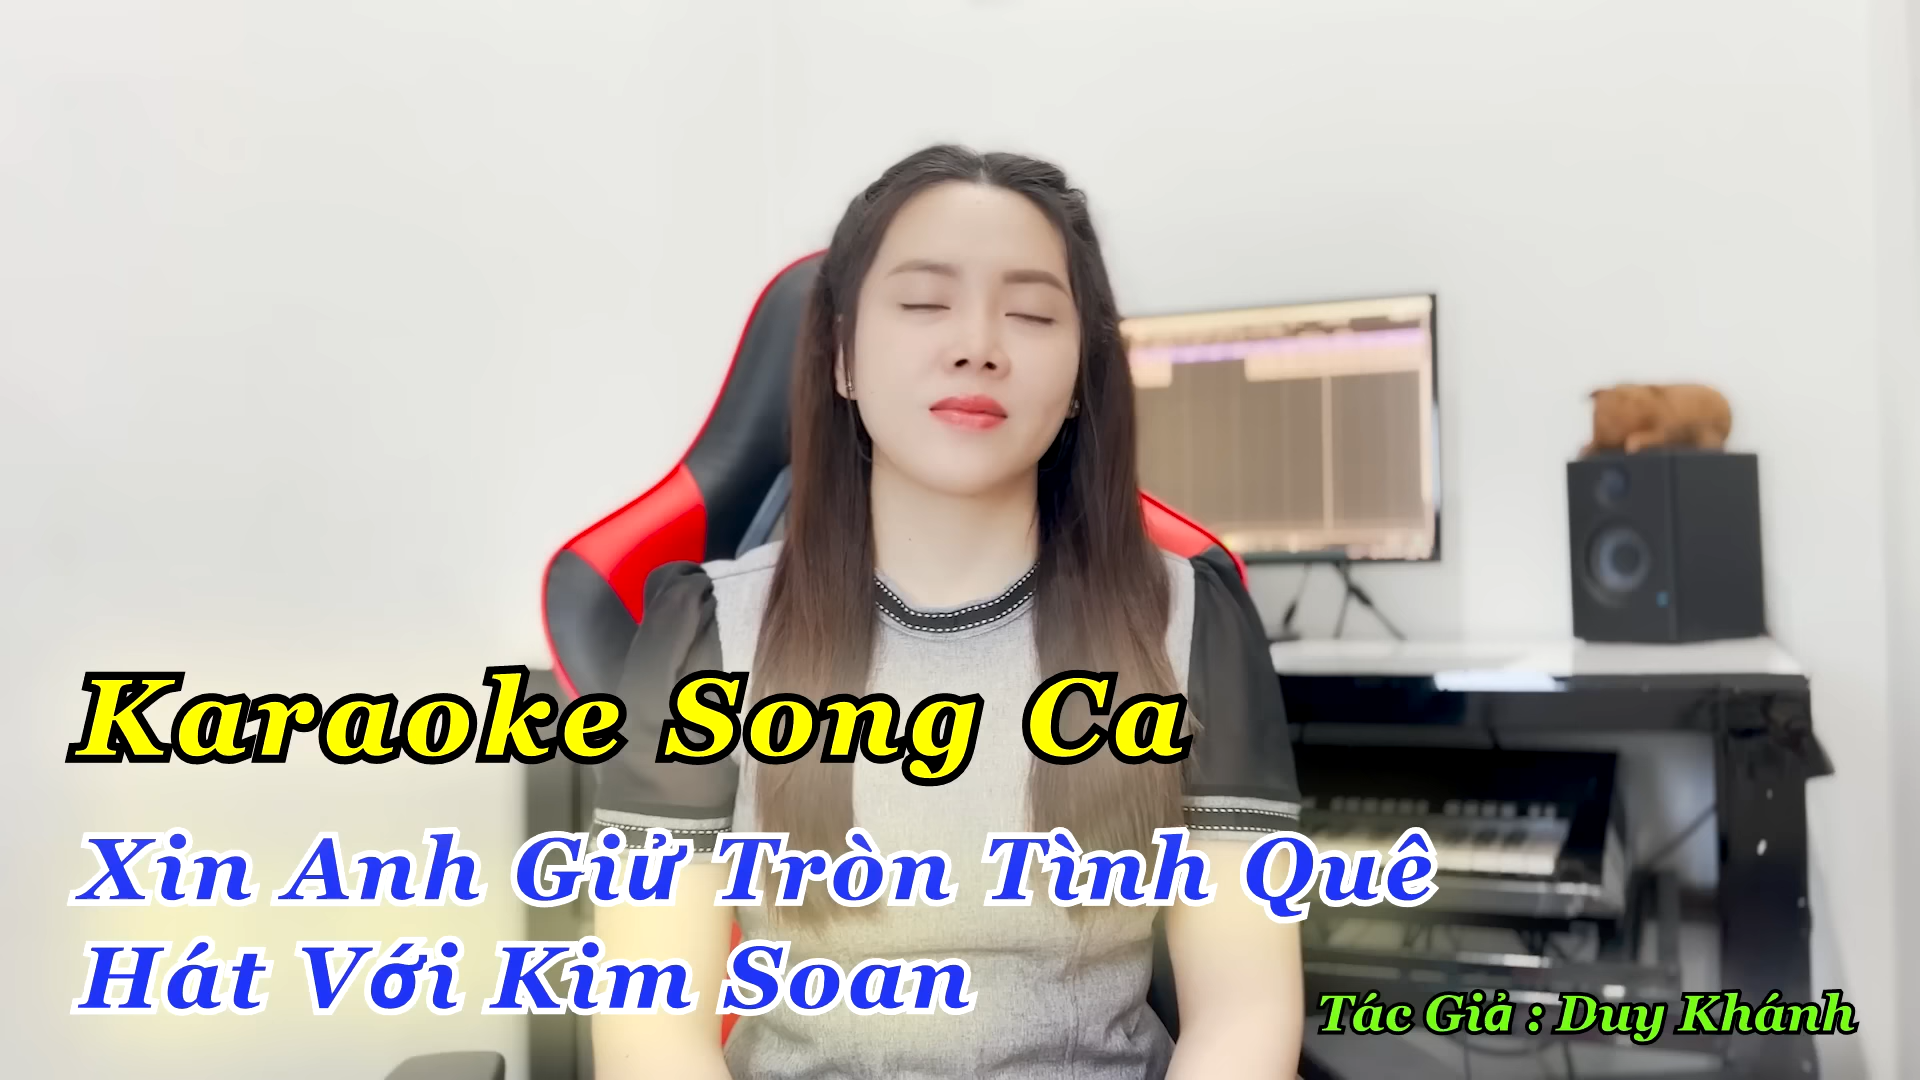 Karaoke Song Ca
Xin Anh Giử Tròn Tình Quê
Hát Với Kim Soan
Tác Giả : Duy Khánh